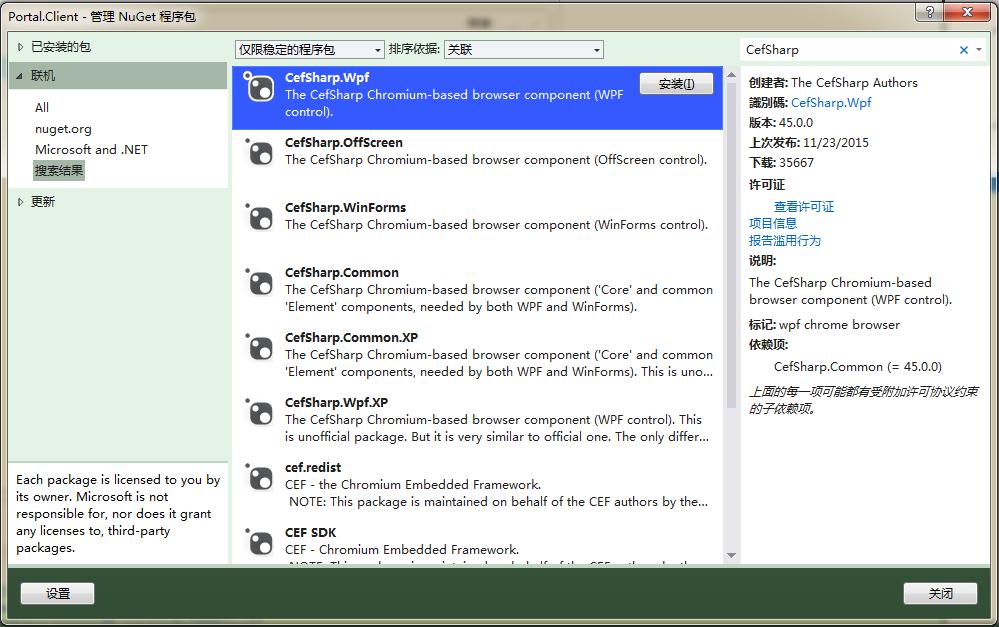 Portal.Client - 管理 NuGet 程序包
?
已安装的包
联机
All
nuget.org
Microsoft and .NET
搜索结果
更新
Each package is licensed to you by
its owner. Microsoft is not
responsible for, nor does it grant
any licenses to, third-party
packages.
仅限稳定的程序包 排序依据: 关联
CefSharp.Wpf
安装(I)
The CefSharp Chromium-based browser component (WPF
control).
CefSharp.OffScreen
The CefSharp Chromium-based browser component (OffScreen control).
CefSharp.WinForms
The CefSharp Chromium-based browser component (WinForms control).
CefSharp.Common
The CefSharp Chromium-based browser component ('Core' and common
'Element' components, needed by both WPF and WinForms).
CefSharp.Common.XP
The CefSharp Chromium-based browser component ('Core' and common
'Element' components, needed by both WPF and WinForms). This is uno...
CefSharp.Wpf.XP
The CefSharp Chromium-based browser component (WPF control). This
is unofficial package. But it is very similar to official one. The only differ...
cef.redist
CEF - the Chromium Embedded Framework.
NOTE: This package is maintained on behalf of the CEF authors by the...
CEF SDK
CEF - Chromium Embedded Framework.
CefSharp
创建者: The CefSharp Authors
識別碼: CefSharp.Wpf
版本: 45.0.0
上次发布: 11/23/2015
下载: 35667
许可证
查看许可证
项目信息
报告滥用行为
说明:
The CefSharp Chromium-based
browser component (WPF control).
标记: wpf chrome browser
依赖项:
CefSharp.Common (= 45.0.0)
上面的每一项可能都有受附加许可协议约束
的子依赖项。
设置
关闭